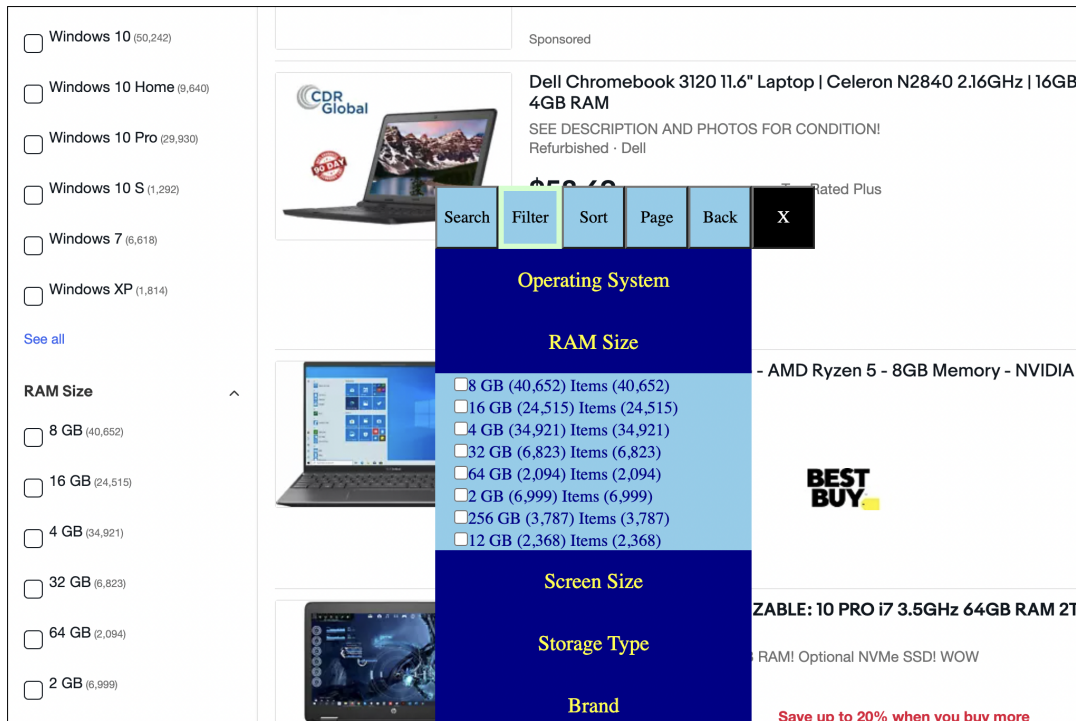 Windows 10 (50,242)
Windows 10 Home (9,640)
Windows 10 Pro (29,930)
Windows 10 S (1,292)
Windows 7 (6,618)
Windows XP (1,814)
See all
RAM Size
8 GB (40,652)
16 GB (24,515)
4 GB (34,921)
32 GB (6,823)
64 GB (2,094)
2 GB (6,999)
Sponsored
CDR
Global
90 DAY
Dell Chromebook 3120 11.6" Laptop | Celeron N2840 2.16GHz | 16GB
4GB RAM
SEE DESCRIPTION AND PHOTOS FOR CONDITION!
Refurbished · Dell
Rated Plus
Search Filter Sort Page Back X
Operating System
RAM Size
8 GB (40,652) Items (40,652)
16 GB (24,515) Items (24,515)
4 GB (34,921) Items (34,921)
32 GB (6,823) Items (6,823)
64 GB (2,094) Items (2,094)
2 GB (6,999) Items (6,999)
256 GB (3,787) Items (3,787)
12 GB (2,368) Items (2,368)
Screen Size
Storage Type
Brand
- AMD Ryzen 5 - 8GB Memory - NVIDIA
BEST
BUY
ZABLE: 10 PRO i7 3.5GHz 64GB RAM 2T
RAM! Optional NVMe SSD! WOW
Save up to 20% when you buy more